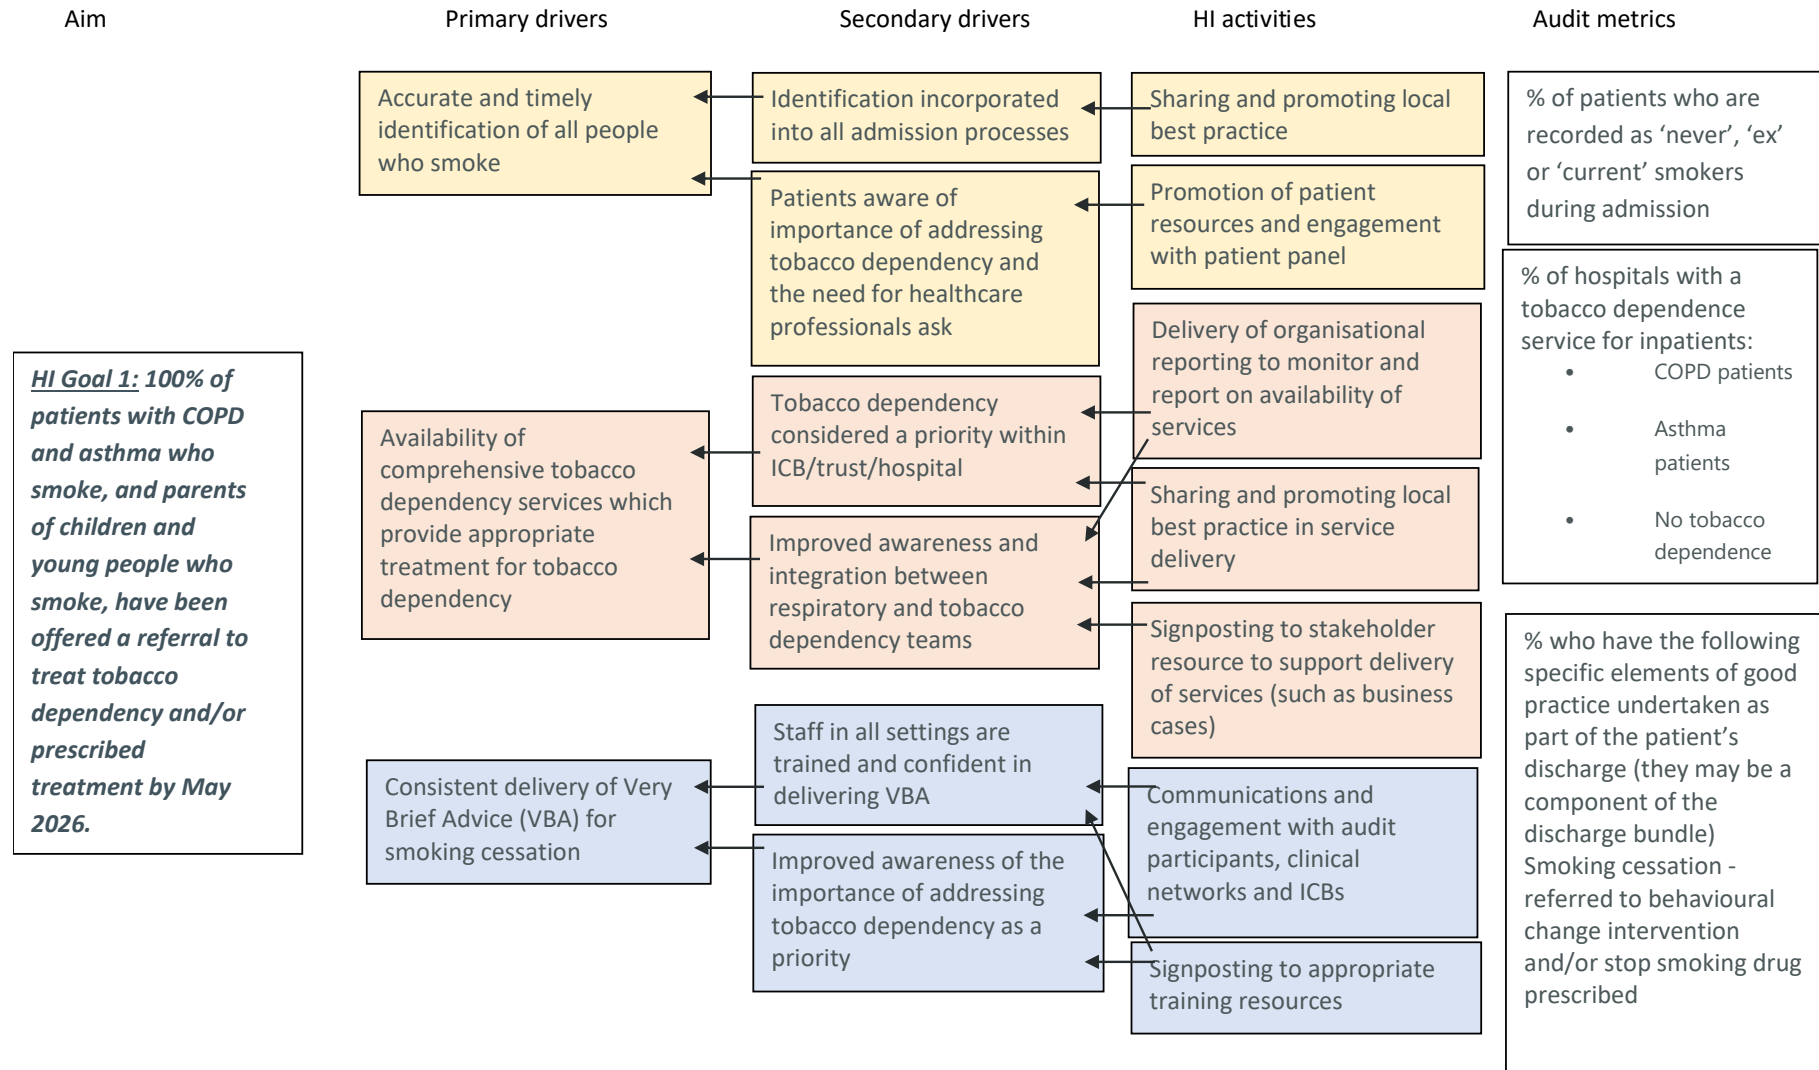 Aim
Primary drivers
Secondary drivers
HI activities
Audit metrics
HI Goal 1: 100% of
patients with COPD
and asthma who
smoke, and parents
of children and
young people who
smoke, have been
offered a referral to
treat tobacco
dependency and/or
prescribed
treatment by May
2026.
Accurate and timely
identification of all people
who smoke
Availability of
comprehensive tobacco
dependency services which
provide appropriate
treatment for tobacco
dependency
Consistent delivery of Very
Brief Advice (VBA) for
smoking cessation
Identification incorporated
into all admission processes
Patients aware of
importance of addressing
tobacco dependency and
the need for healthcare
professionals ask
Tobacco dependency
considered a priority within
ICB/trust/hospital
Improved awareness and
integration between
respiratory and tobacco
dependency teams
Staff in all settings are
trained and confident in
delivering VBA
Improved awareness of the
importance of addressing
tobacco dependency as a
priority
Sharing and promoting local
best practice
Promotion of patient
resources and engagement
with patient panel
Delivery of organisational
reporting to monitor and
report on availability of
services
Sharing and promoting local
best practice in service
delivery
Signposting to stakeholder
resource to support delivery
of services (such as business
cases)
Communications and
engagement with audit
participants, clinical
networks and ICBs
Signposting to appropriate
training resources
% of patients who are
recorded as ‘never’, ‘ex’
or ‘current’ smokers
during admission
% of hospitals with a
tobacco dependence
service for inpatients:
• COPD patients
• Asthma
patients
• No tobacco
dependence
% who have the following
specific elements of good
practice undertaken as
part of the patient’s
discharge (they may be a
component of the
discharge bundle)
Smoking cessation -
referred to behavioural
change intervention
and/or stop smoking drug
prescribed